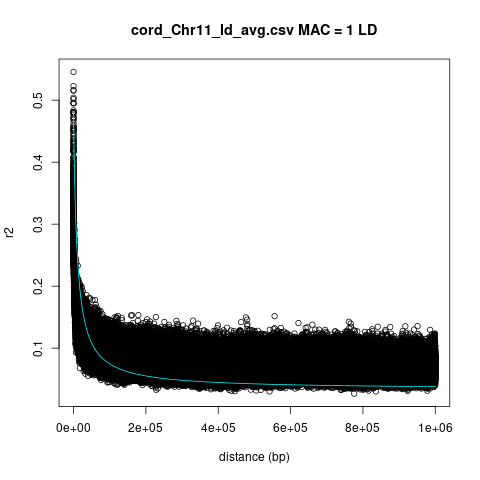 cord_Chr11_ld_avg.csv MAC = 1 LD
r2
0.5
0.4
0.3
0.2
0.1
0e+00 2e+05 4e+05 6e+05 8e+05 1e+06
distance (bp)